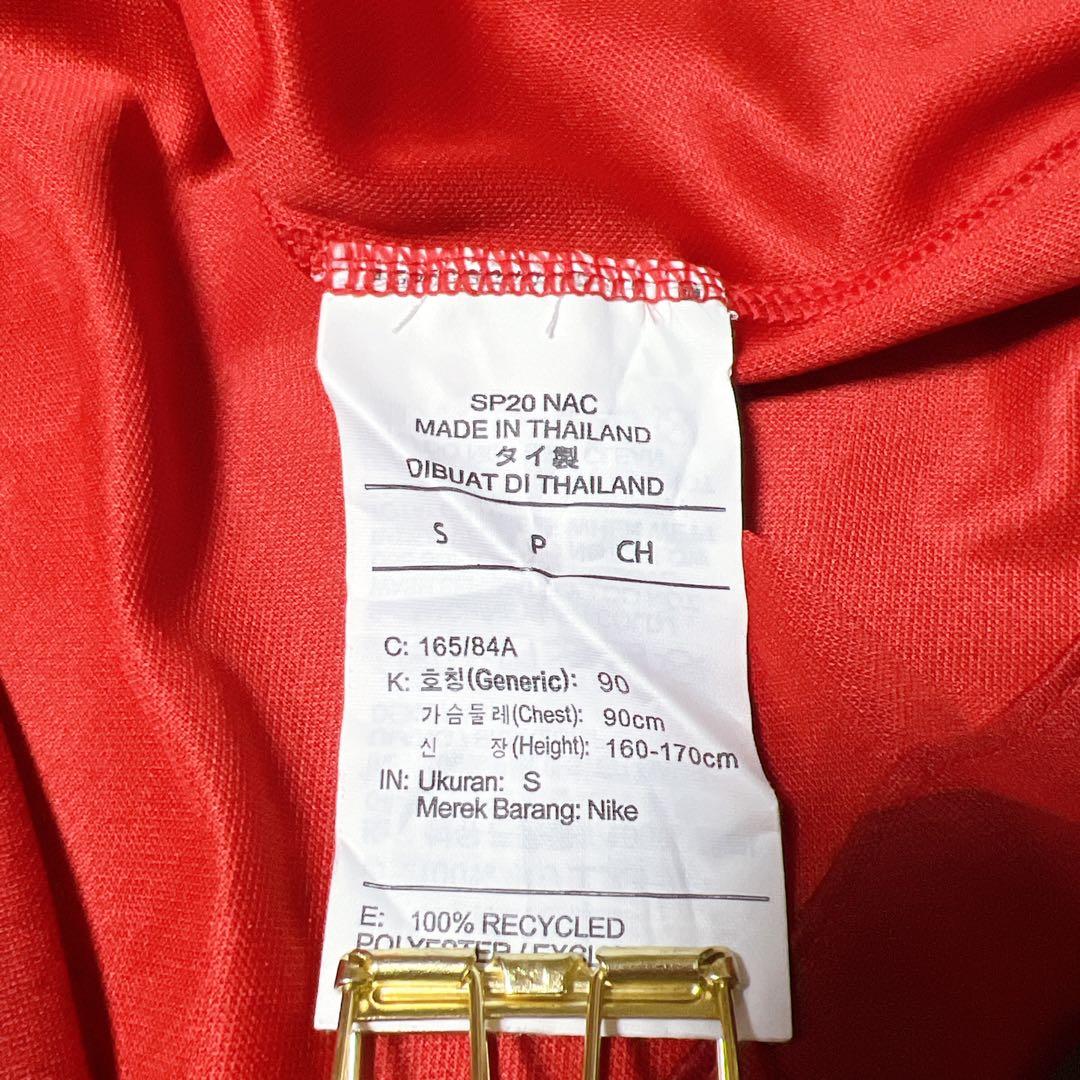 SP20 NAC
MADE IN THAILAND
タイ製
DIBUAT DI THAILAND
S P CH
C: 165/84A
K: 호칭(Generic): 90
가슴둘레(Chest): 90cm
신 장(Height): 160-170cm
IN: Ukuran: S
Merek Barang: Nike
E: 100% RECYCLED
POLYESTER /